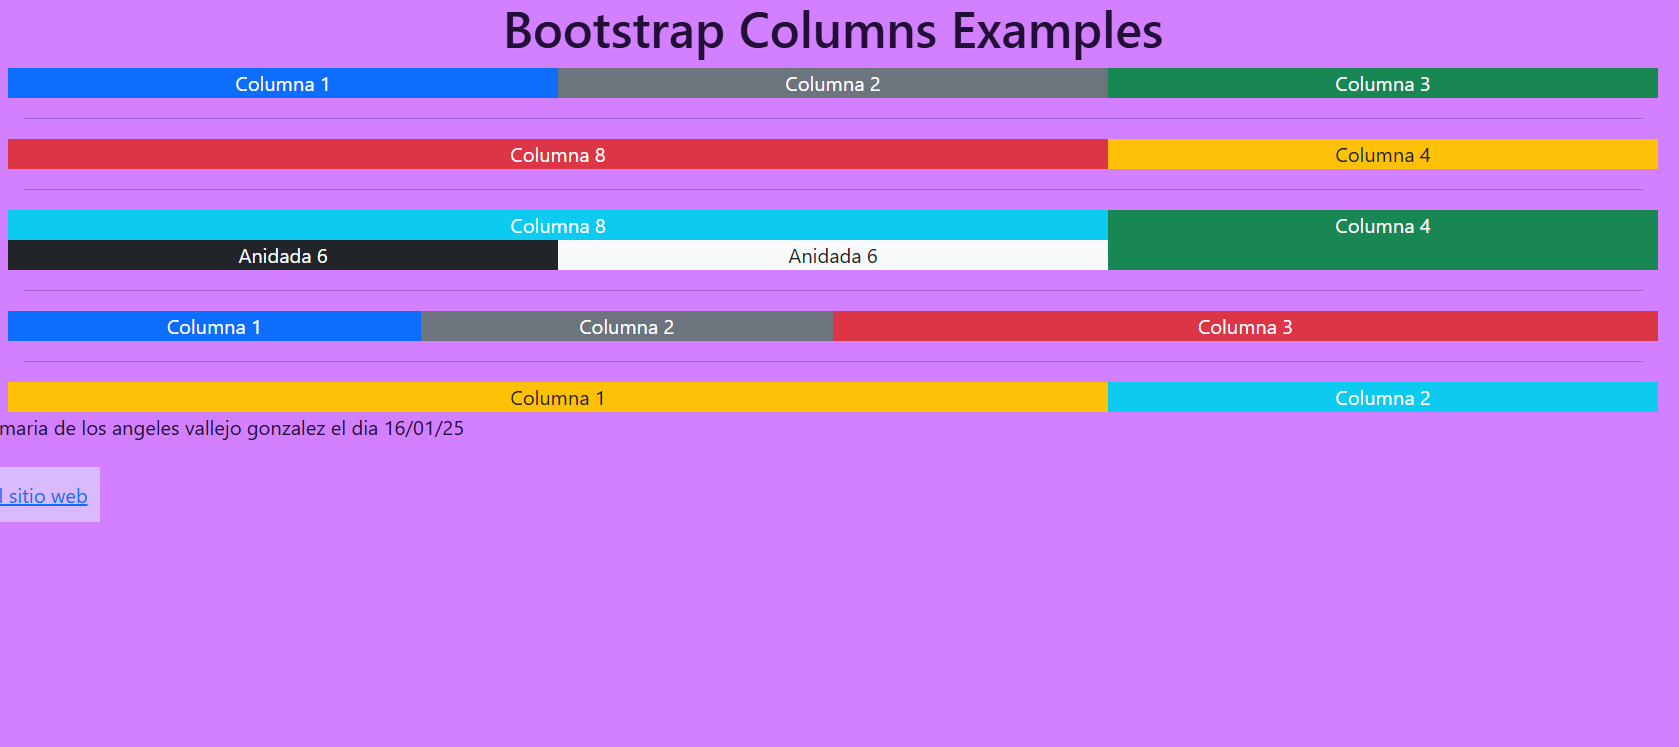 Bootstrap Columns Examples
Columna 1 Columna 2 Columna 3
Columna 8 Columna 4
Columna 8 Columna 4
Anidada 6 Anidada 6
Columna 1 Columna 2 Columna 3
Columna 1 Columna 2
maria de los angeles vallejo gonzalez el dia 16/01/25
l sitio web